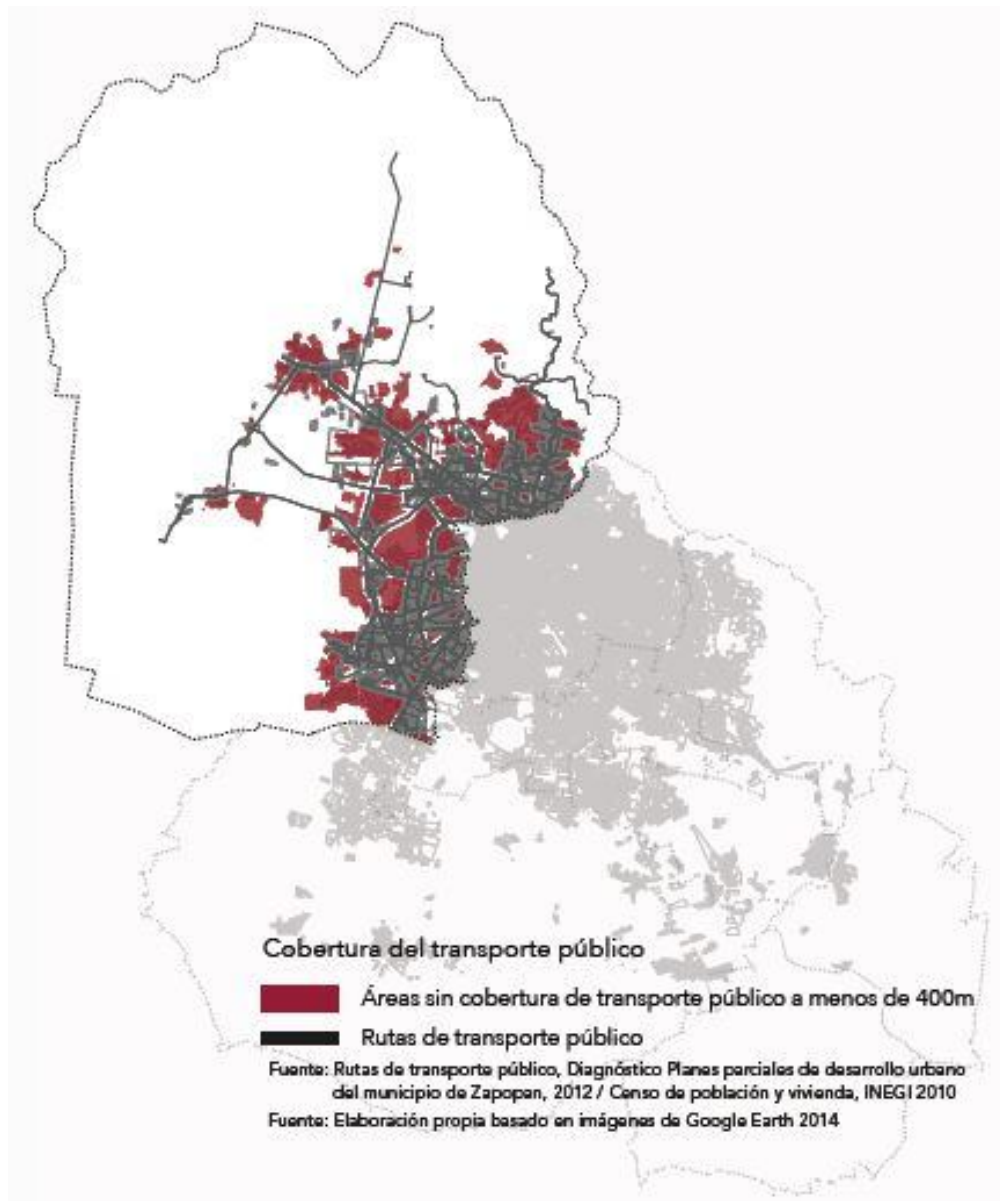 Cobertura del transporte público
Áreas sin cobertura de transporte público a menos de 400m
Rutas de transporte público
Fuente: Rutas de transporte público, Diagnóstico Planes parciales de desarrollo urbano
del municipio de Zapopan, 2012 / Censo de población y vivienda, INEGI 2010
Fuente: Elaboración propia basado en imágenes de Google Earth 2014